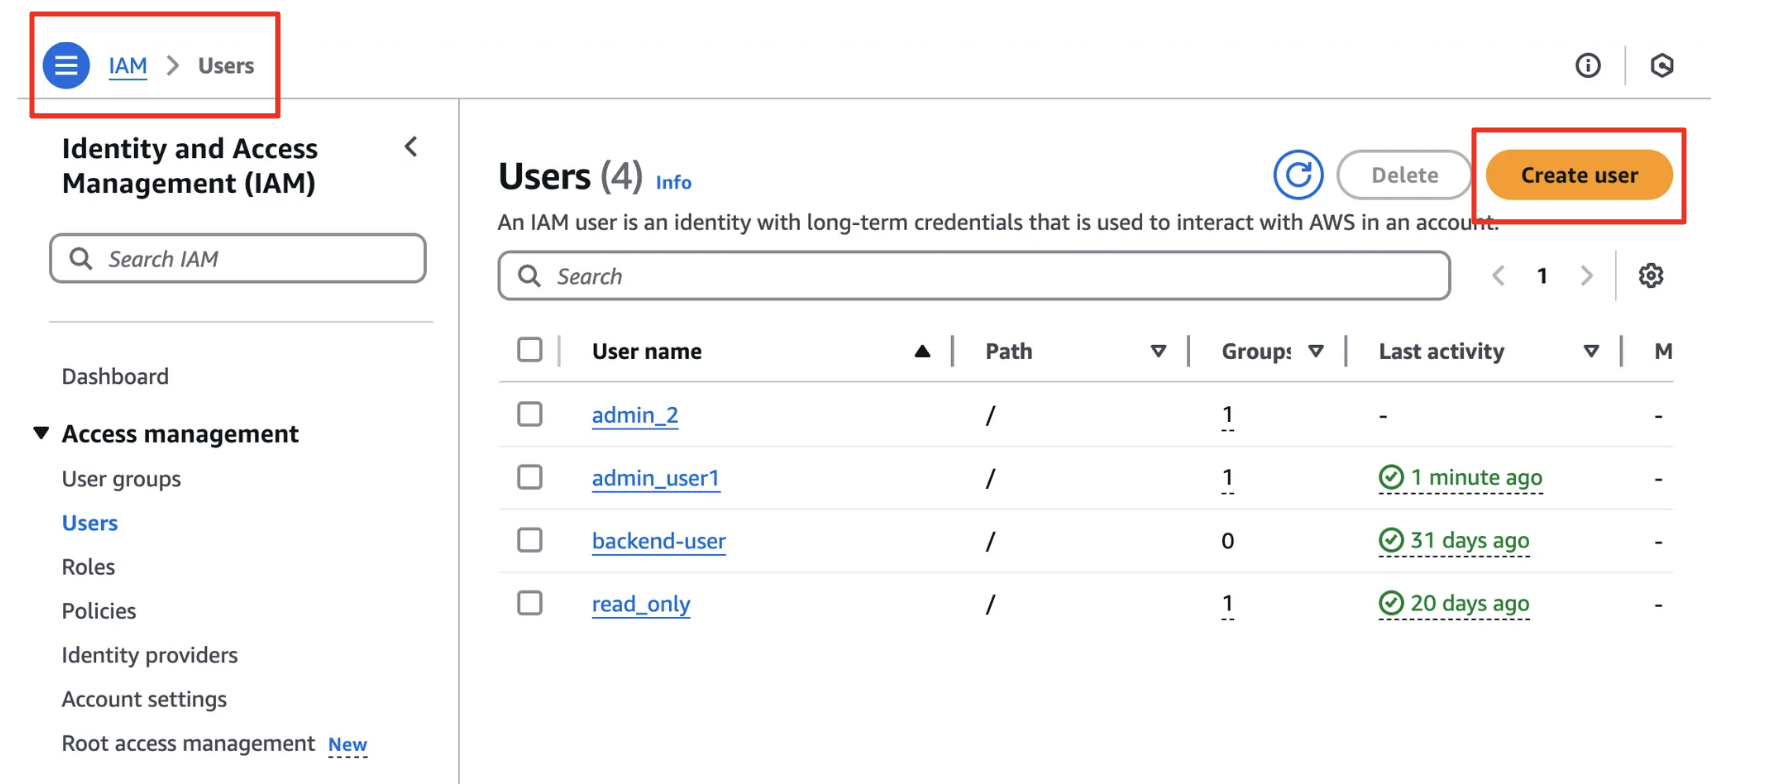 IAM > Users
Identity and Access
Management (IAM)
Search IAM
Dashboard
Access management
User groups
Users
Roles
Policies
Identity providers
Account settings
Root access management New
Users (4) Info
Delete
Create user
An IAM user is an identity with long-term credentials that is used to interact with AWS in an account.
Search
1
User name Path Groups Last activity M
admin_2 / 1 - -
admin_user1 / 1 1 minute ago -
backend-user / 0 31 days ago -
read_only / 1 20 days ago -